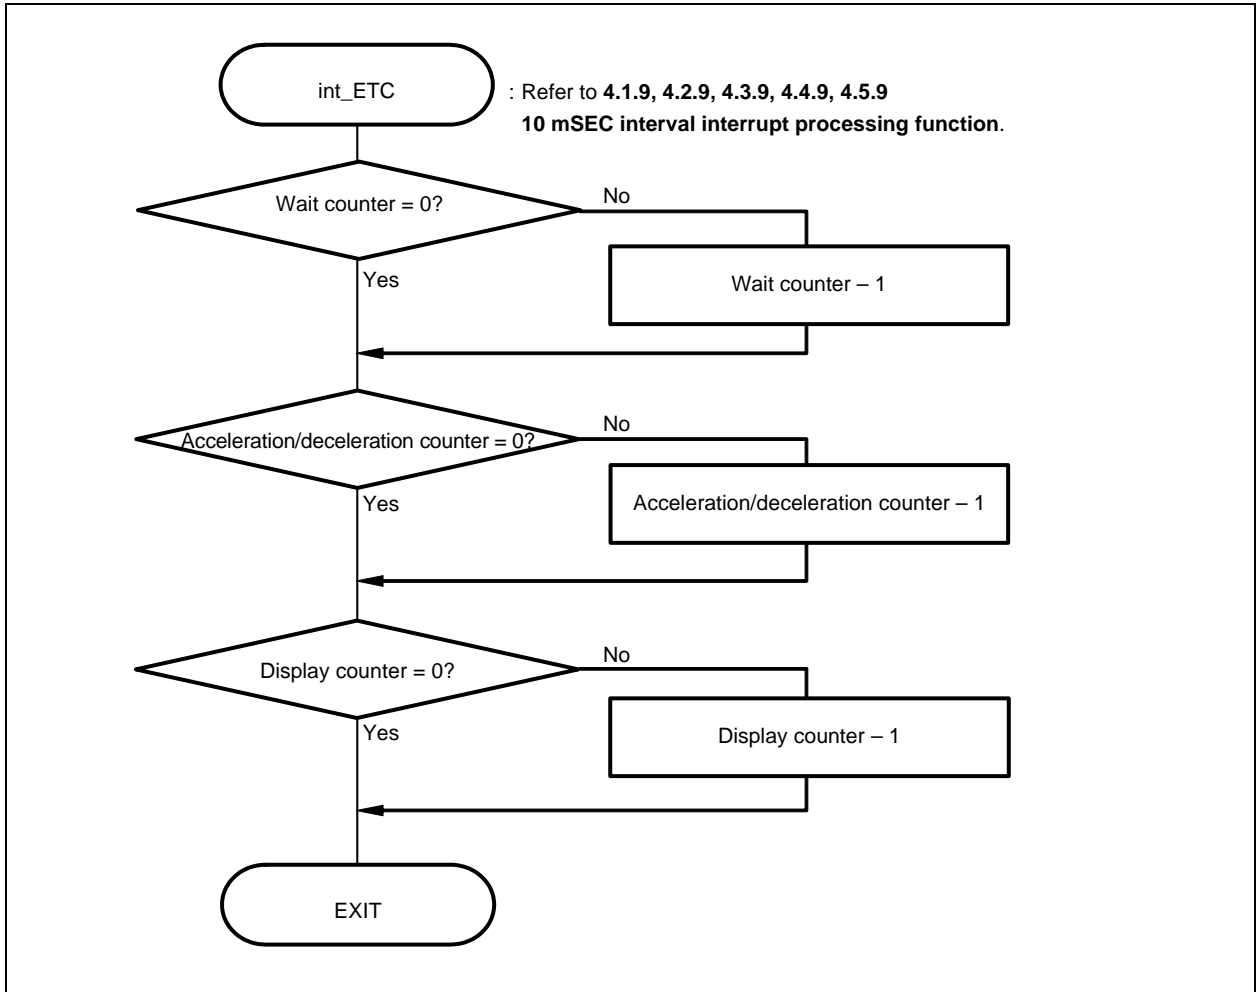 int_ETC
: Refer to 4.1.9, 4.2.9, 4.3.9, 4.4.9, 4.5.9
10 mSEC interval interrupt processing function.
Wait counter = 0?
No
Wait counter – 1
Yes
Acceleration/deceleration counter = 0?
No
Acceleration/deceleration counter – 1
Yes
Display counter = 0?
No
Display counter – 1
Yes
EXIT